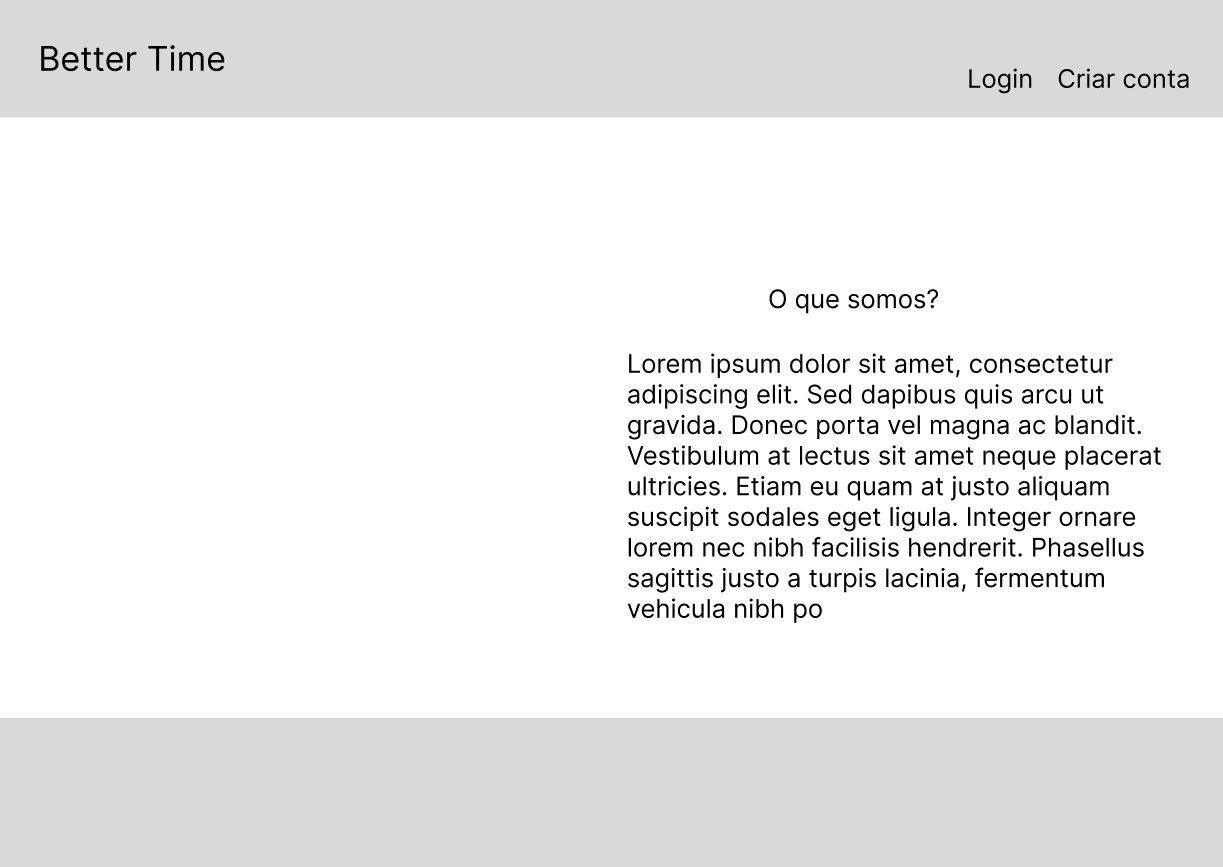 Better Time
Login Criar conta
O que somos?
Lorem ipsum dolor sit amet, consectetur
adipiscing elit. Sed dapibus quis arcu ut
gravida. Donec porta vel magna ac blandit.
Vestibulum at lectus sit amet neque placerat
ultricies. Etiam eu quam at justo aliquam
suscipit sodales eget ligula. Integer ornare
lorem nec nibh facilisis hendrerit. Phasellus
sagittis justo a turpis lacinia, fermentum
vehicula nibh po